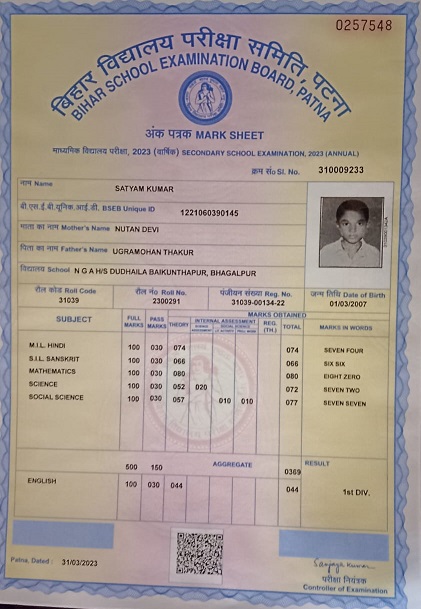 0257548
बिहार विद्यालय परीक्षा समिति, पटना
BIHAR SCHOOL EXAMINATION BOARD, PATNA
अंक पत्रक MARK SHEET
माध्यमिक विद्यालय परीक्षा, 2023 (वार्षिक) SECONDARY SCHOOL EXAMINATION, 2023 (ANNUAL)
क्रम सं० Sl. No. 310009233
नाम Name SATYAM KUMAR
बी.एस.ई.बी.यूनिक.आई.डी. BSEB Unique ID 1221060390145
माता का नाम Mother's Name NUTAN DEVI
पिता का नाम Father's Name UGRAMOHAN THAKUR
विद्यालय School N G A H/S DUDHAILA BAIKUNTHAPUR, BHAGALPUR
रौल कोड Roll Code रौल नं० Roll No. पंजीयन संख्या Reg. No. जन्म तिथि Date of Birth
31039 2300291 31039-00134-22 01/03/2007
SUBJECT FULL MARKS PASS MARKS MARKS OBTAINED MARKS IN WORDS
THEORY INTERNAL ASSESSMENT REG. (TH.) TOTAL
M.I.L. HINDI 100 030 074 074 SEVEN FOUR
S.I.L. SANSKRIT 100 030 066 066 SIX SIX
MATHEMATICS 100 030 080 080 EIGHT ZERO
SCIENCE 100 030 052 020 072 SEVEN TWO
SOCIAL SCIENCE 100 030 057 010 010 077 SEVEN SEVEN
500 150 AGGREGATE 0369 RESULT
ENGLISH 100 030 044 044 1st DIV.
Patna, Dated : 31/03/2023
परीक्षा नियंत्रक
Controller of Examination